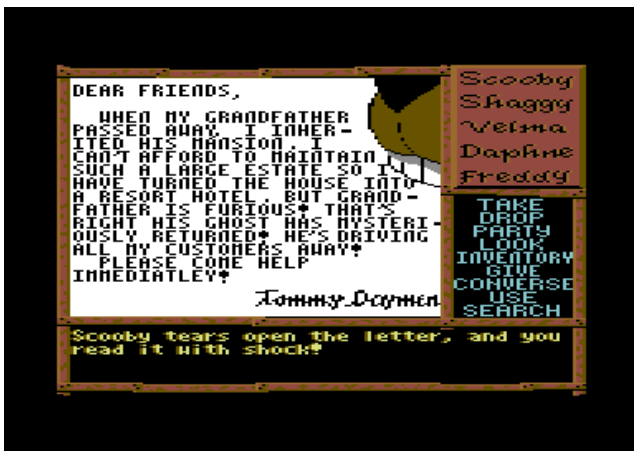 DEAR FRIENDS,
WHEN MY GRANDFATHER
PASSED AWAY, I INHER-
ITED HIS MANSION. I
CAN'T AFFORD TO MAINTAIN
SUCH A LARGE ESTATE SO I
HAVE TURNED THE HOUSE INTO
A RESORT HOTEL, BUT GRAND-
FATHER IS FURIOUS! THAT'S
RIGHT HIS GHOST HAS MYSTERI-
OUSLY RETURNED! HE'S DRIVING
ALL MY CUSTOMERS AWAY!
PLEASE COME HELP
IMMEDIATLEY!
Tommy Daymen
Scooby tears open the letter, and you
read it with shock!
Scooby
Shaggy
Velma
Daphne
Freddy
TAKE
DROP
PARTY
LOOK
INVENTORY
GIVE
CONVERSE
USE
SEARCH